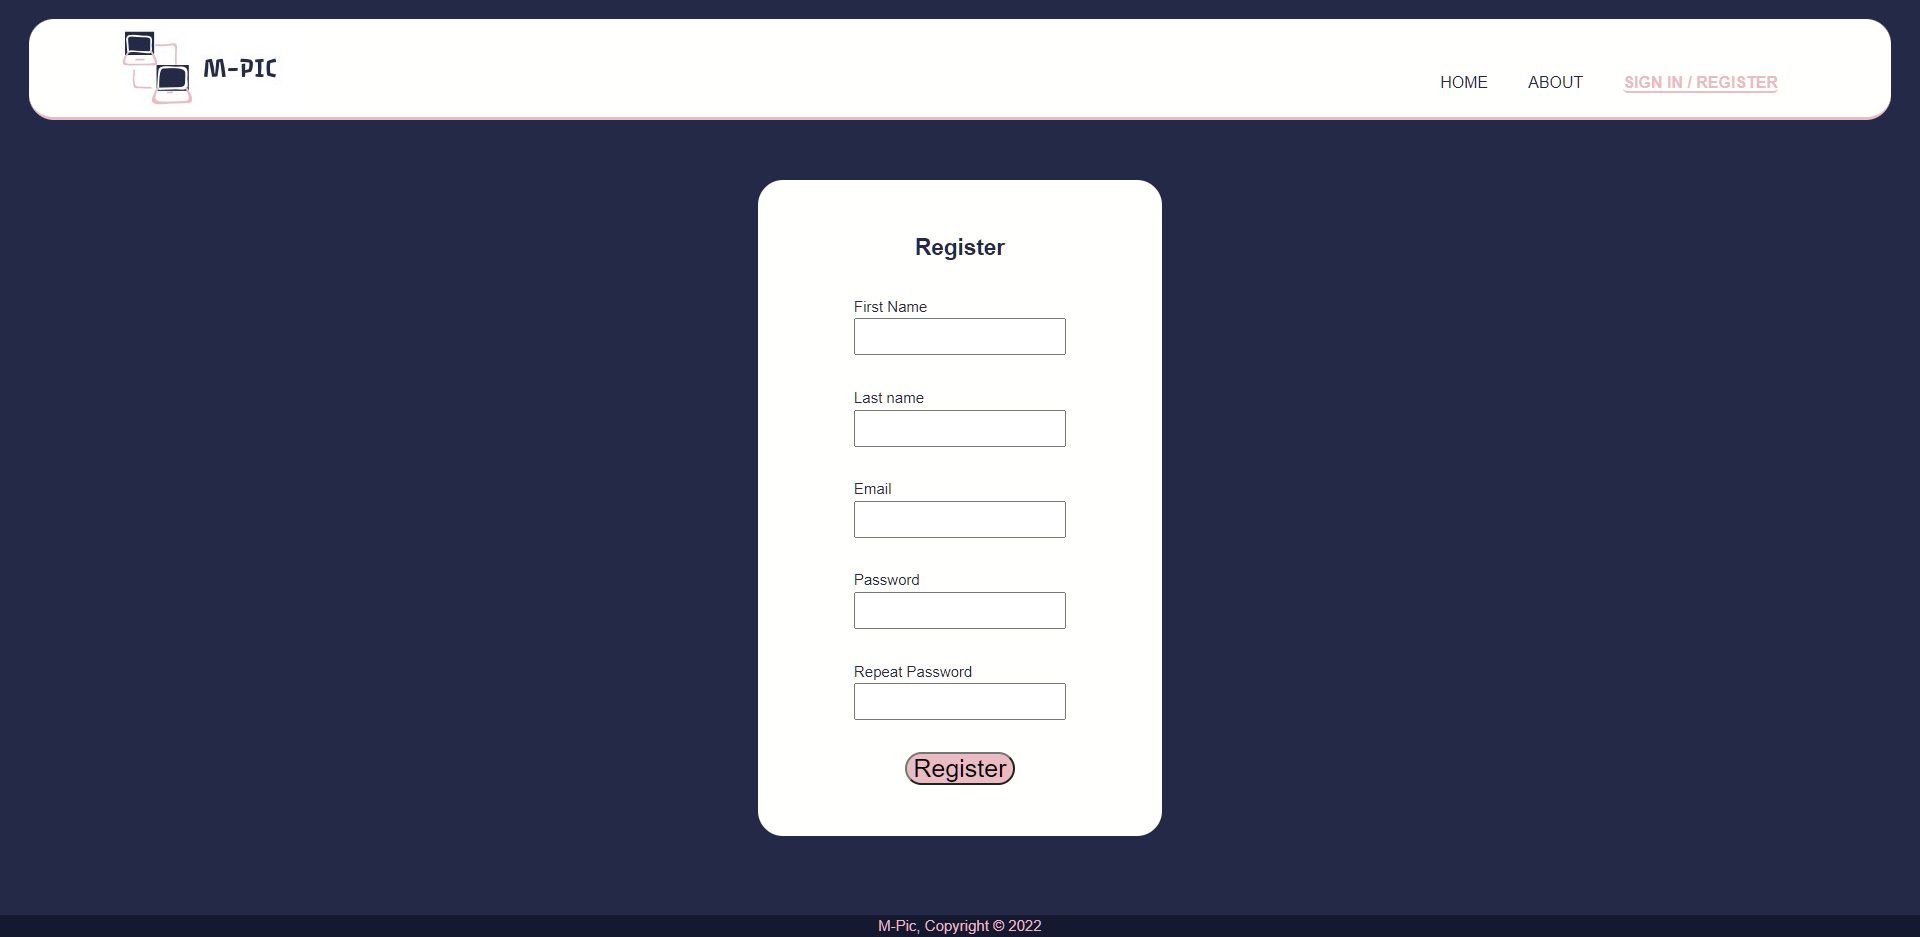 M-PIC
HOME ABOUT SIGN IN / REGISTER
Register
First Name
Last name
Email
Password
Repeat Password
Register
M-Pic, Copyright © 2022